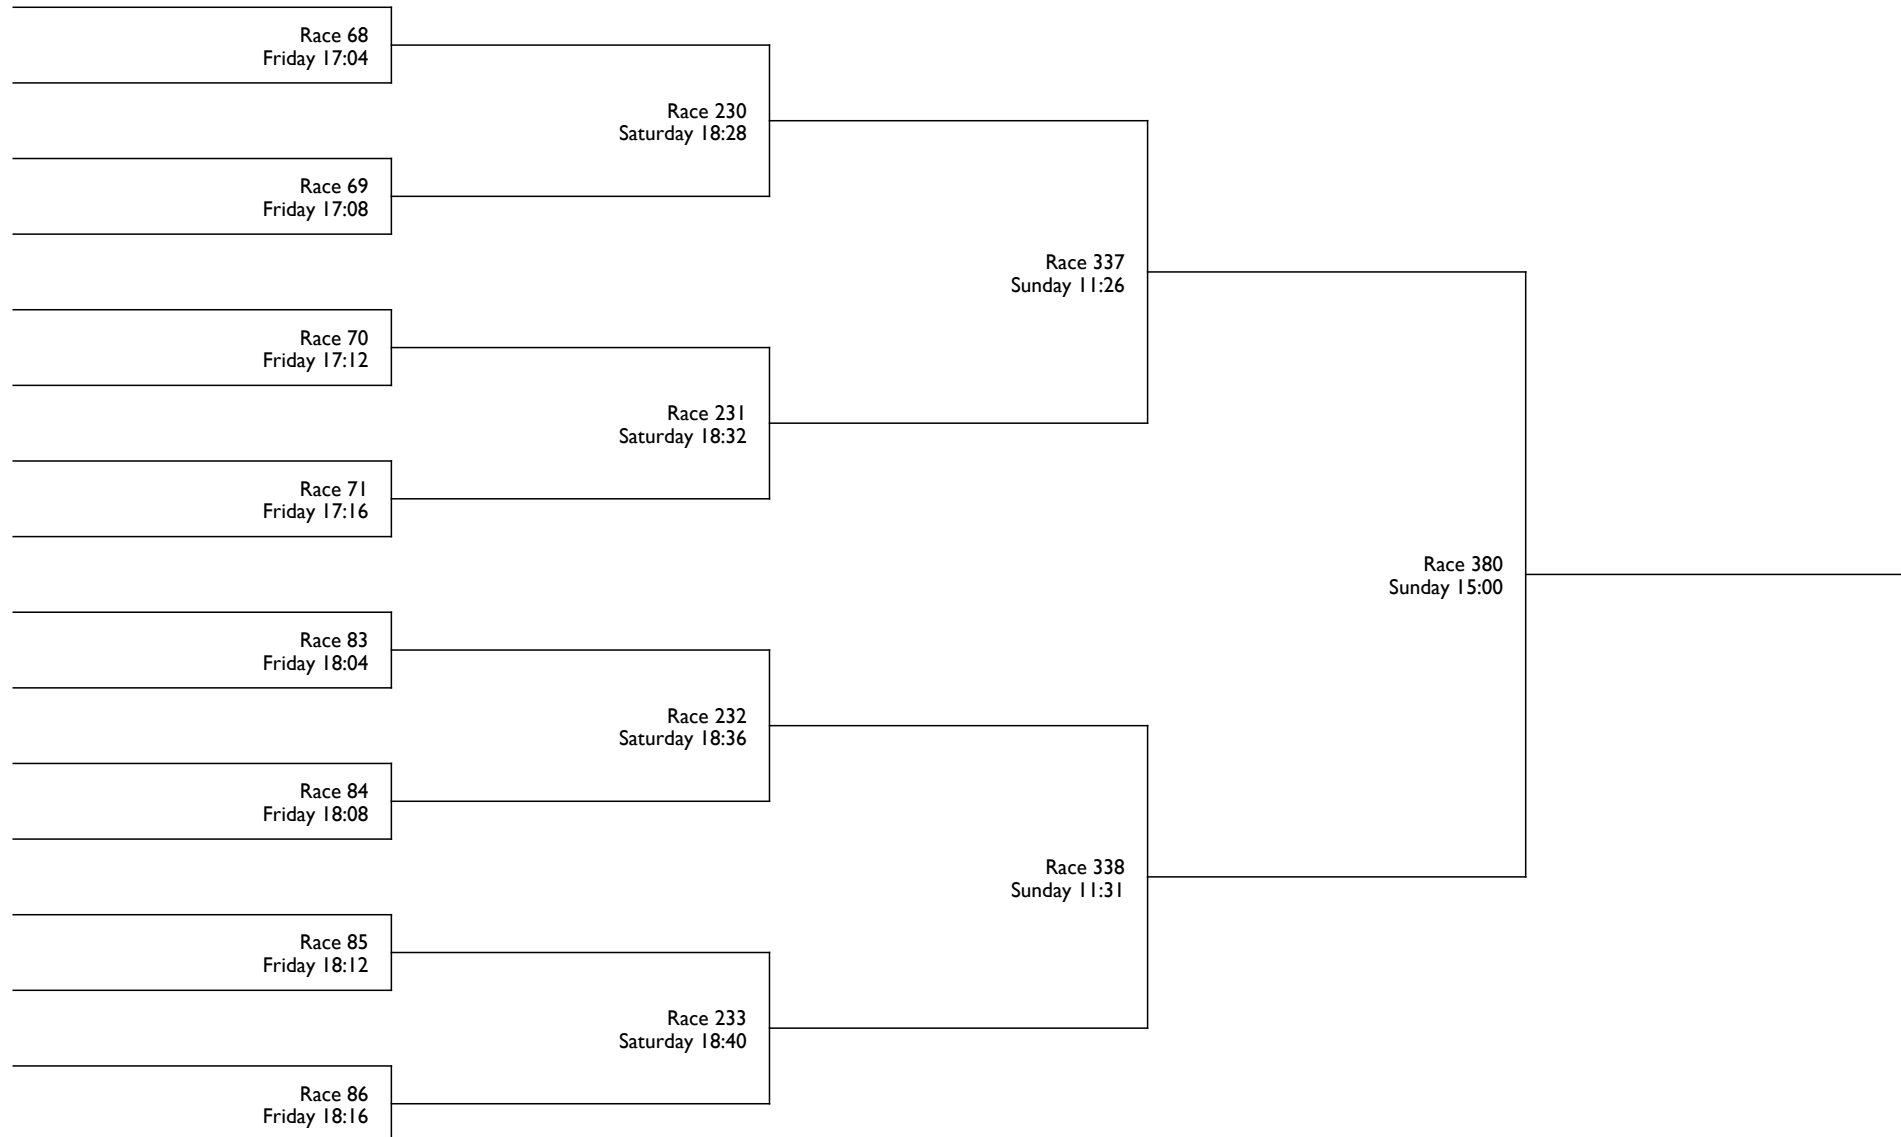 Race 68
Friday 17:04
Race 230
Saturday 18:28
Race 69
Friday 17:08
Race 337
Sunday 11:26
Race 70
Friday 17:12
Race 231
Saturday 18:32
Race 71
Friday 17:16
Race 380
Sunday 15:00
Race 83
Friday 18:04
Race 232
Saturday 18:36
Race 84
Friday 18:08
Race 338
Sunday 11:31
Race 85
Friday 18:12
Race 233
Saturday 18:40
Race 86
Friday 18:16